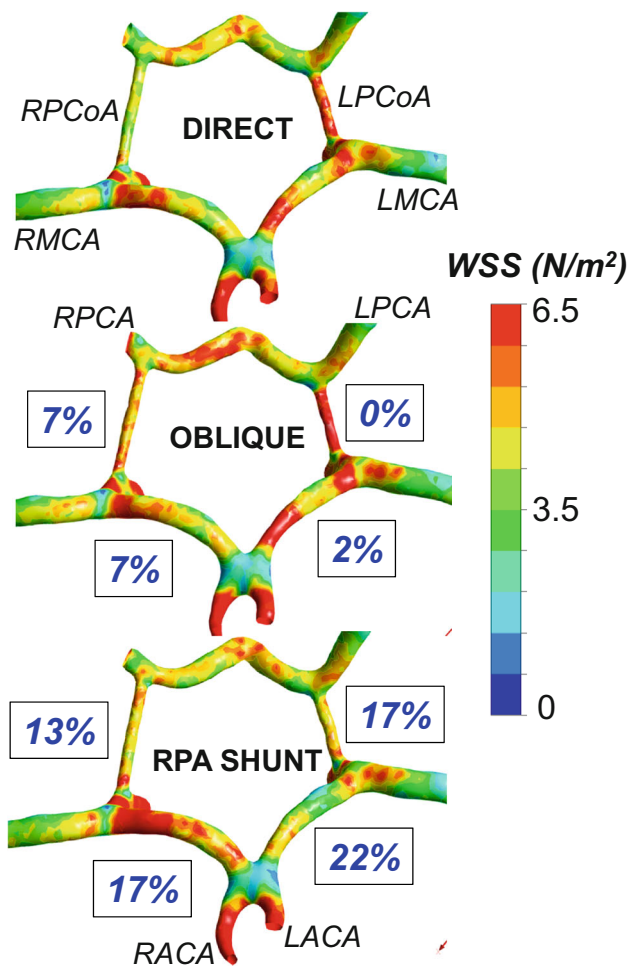 LPCoA
RPCoA
DIRECT
LMCA
RMCA
WSS (N/m²)
6.5
3.5
0
RPCA
LPCA
7%
0%
OBLIQUE
7%
2%
13%
17%
RPA SHUNT
17%
22%
RACA
LACA